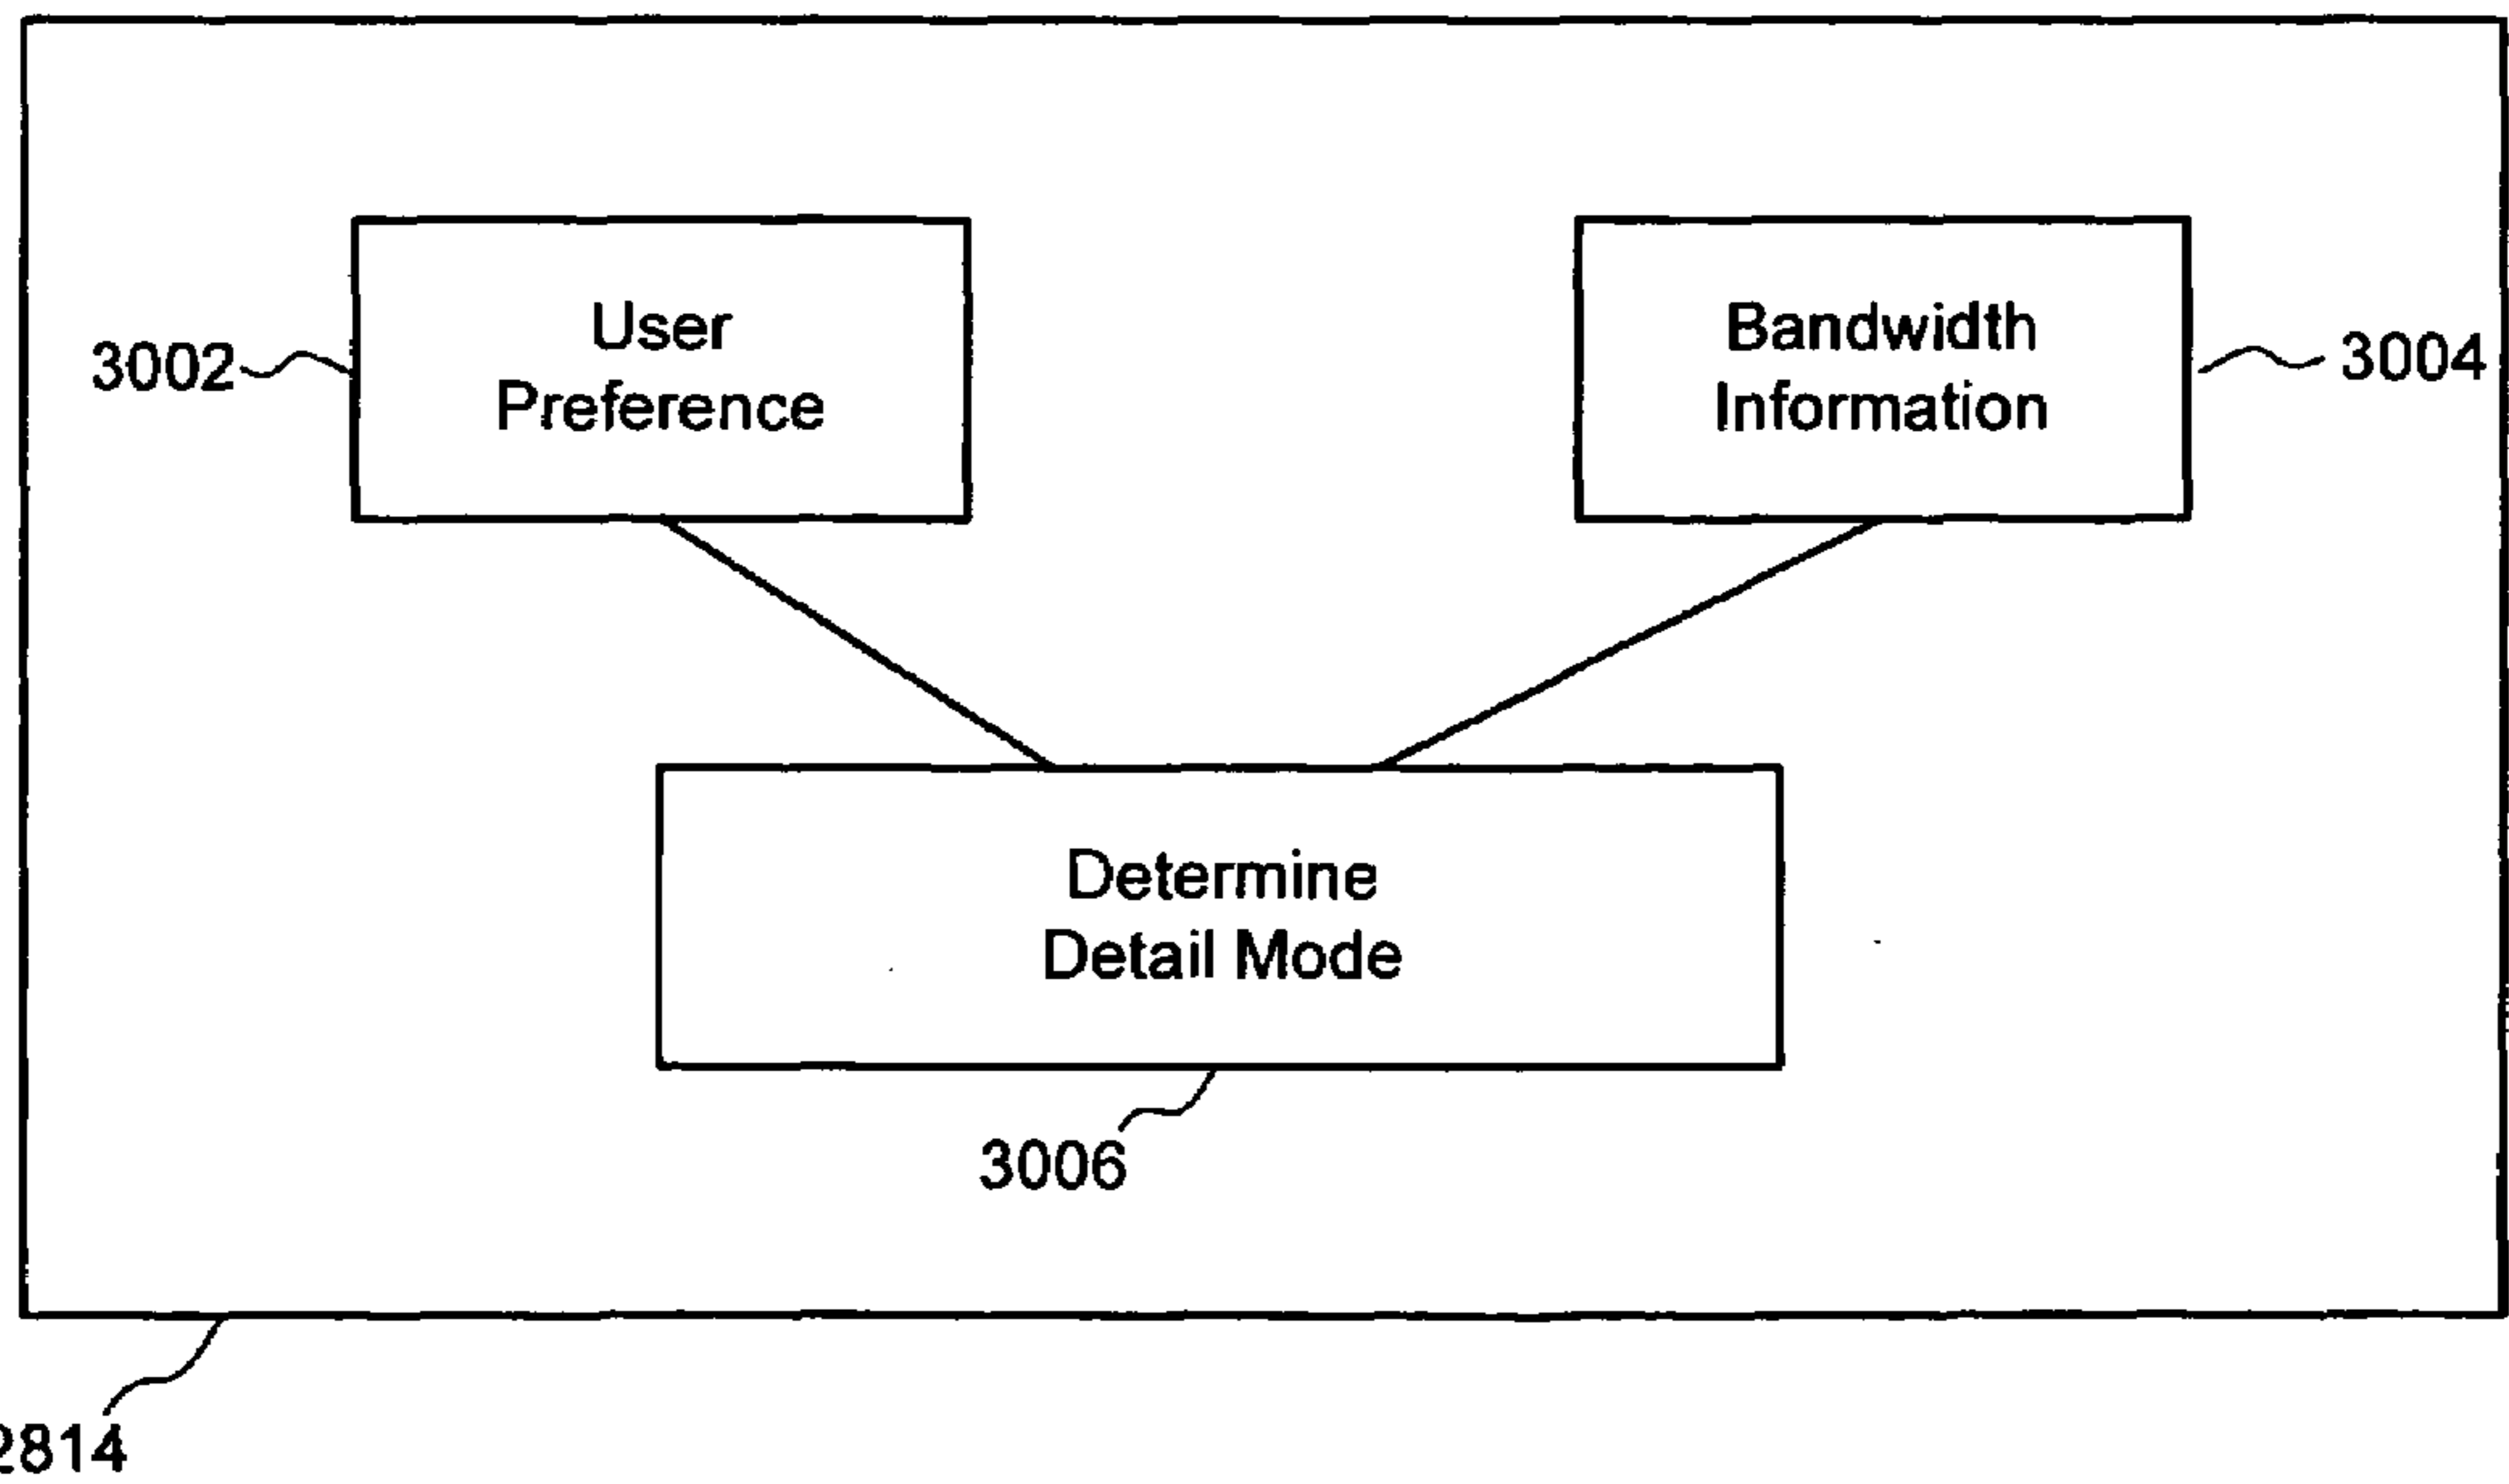 User
Preference
3002
Bandwidth
Information
3004
Determine
Detail Mode
3006
2814